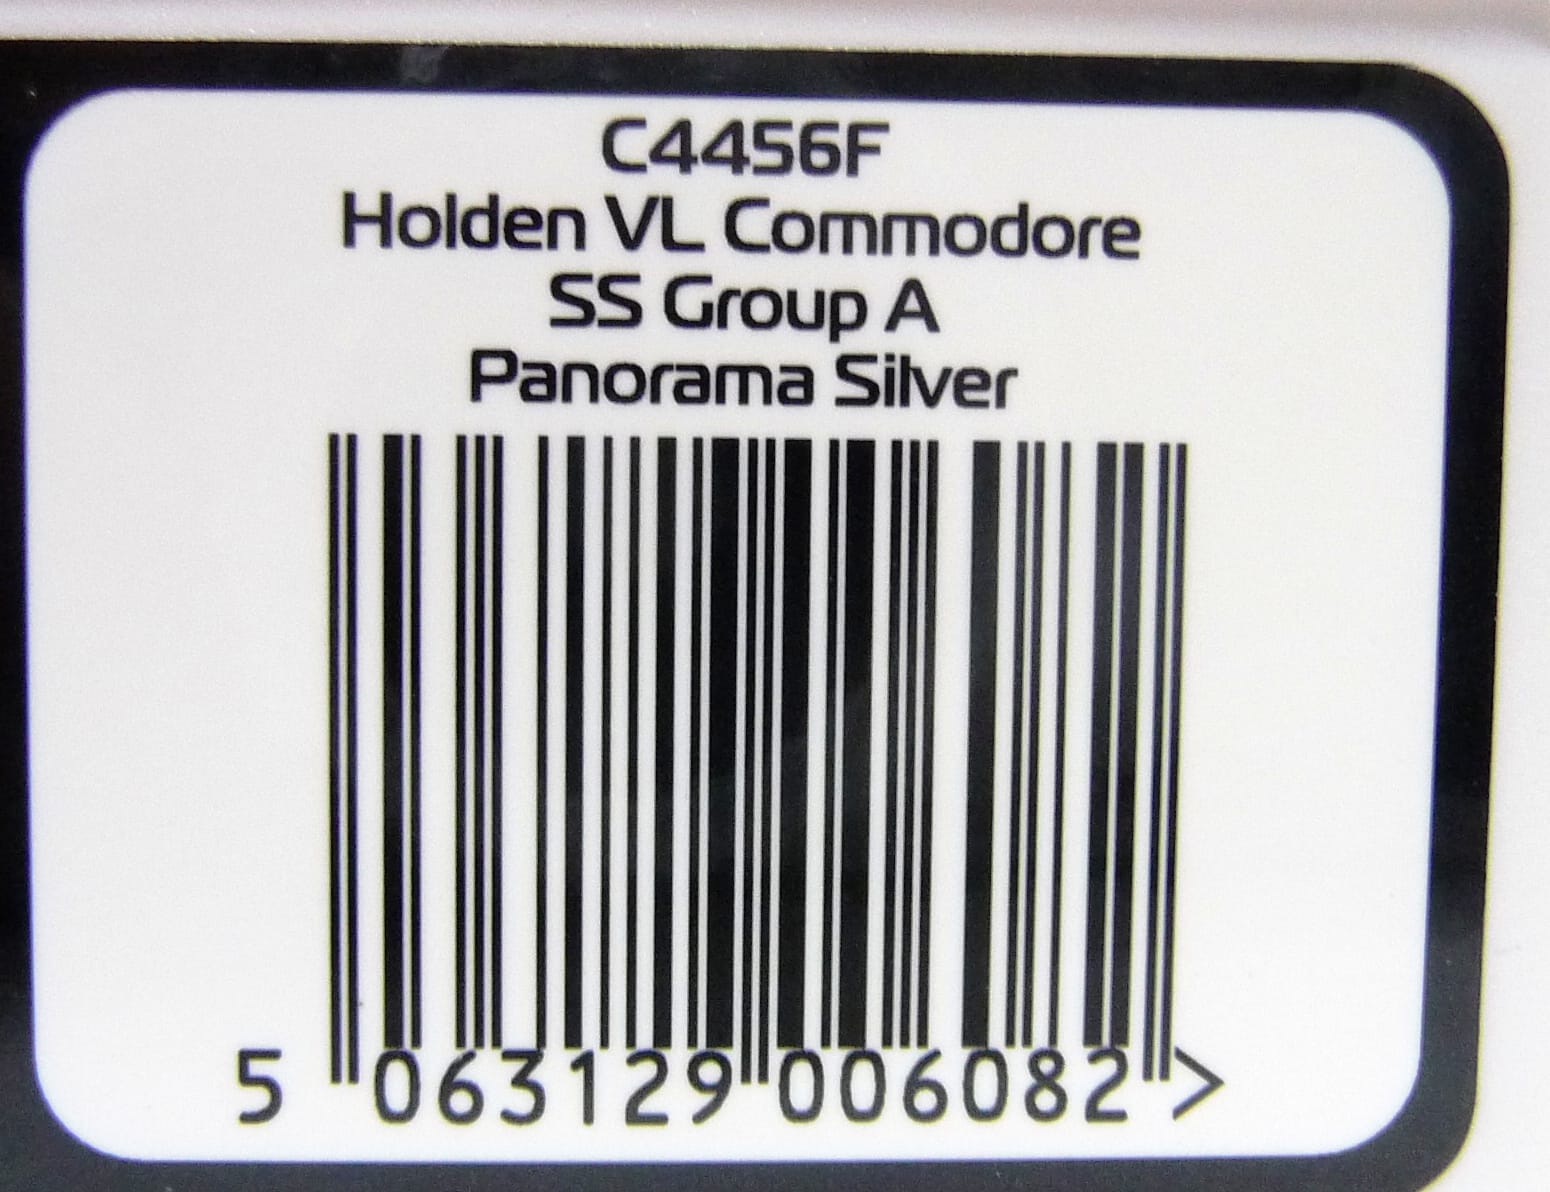 C4456F
Holden VL Commodore
SS Group A
Panorama Silver
5 063129 006082 >